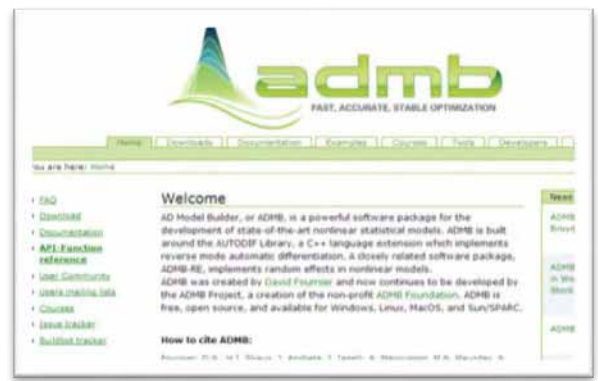 admb
FAST, ACCURATE, STABLE OPTIMIZATION
Home Downloads Documentation Examples Courses Tools Developers
You are here: Home
FAQ
Download
Documentation
API-Function
reference
User Community
Users mailing lists
Courses
Issue tracker
Buildbot tracker
Welcome
AD Model Builder, or ADMB, is a powerful software package for the
development of state-of-the-art nonlinear statistical models. ADMB is built
around the AUTODIF Library, a C++ language extension which implements
reverse mode automatic differentiation. A closely related software package,
ADMB-RE, implements random effects in nonlinear models.
ADMB was created by David Fournier and now continues to be developed by
the ADMB Project, a creation of the non-profit ADMB Foundation. ADMB is
free, open source, and available for Windows, Linux, MacOS, and Sun/SPARC.
How to cite ADMB:
News
ADMB
ADMB
in
ADMB